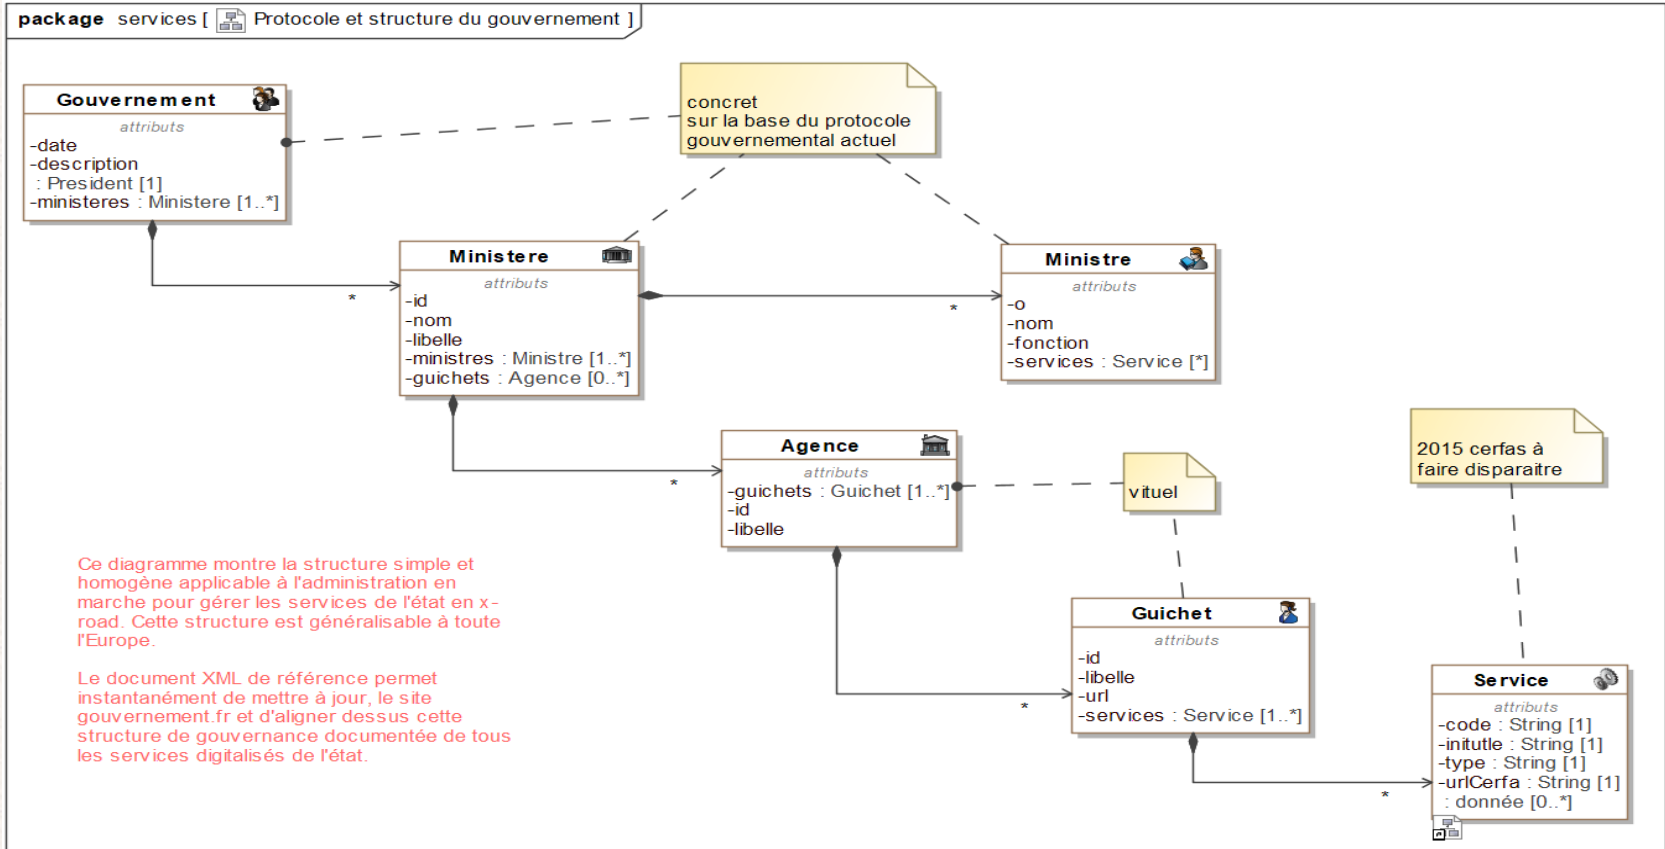 package services [ Protocole et structure du gouvernement ]
Gouvernement
attributs
-date
-description
: President [1]
-ministeres : Ministere [1..*]
concret
sur la base du protocole
gouvernemental actuel
*
Ministere
attributs
-id
-nom
-libelle
-ministres : Ministre [1..*]
-guichets : Agence [0..*]
*
Ministre
attributs
-o
-nom
-fonction
-services : Service [*]
*
Agence
attributs
-guichets : Guichet [1..*]
-id
-libelle
vituel
2015 cerfas à
faire disparaitre
*
Guichet
attributs
-id
-libelle
-url
-services : Service [1..*]
*
Service
attributs
-code : String [1]
-initutle : String [1]
-type : String [1]
-urlCerfa : String [1]
: donnée [0..*]
Ce diagramme montre la structure simple et
homogène applicable à l'administration en
marche pour gérer les services de l'état en x-
road. Cette structure est généralisable à toute
l'Europe.
Le document XML de référence permet
instantanément de mettre à jour, le site
gouvernement.fr et d'aligner dessus cette
structure de gouvernance documentée de tous
les services digitalisés de l'état.